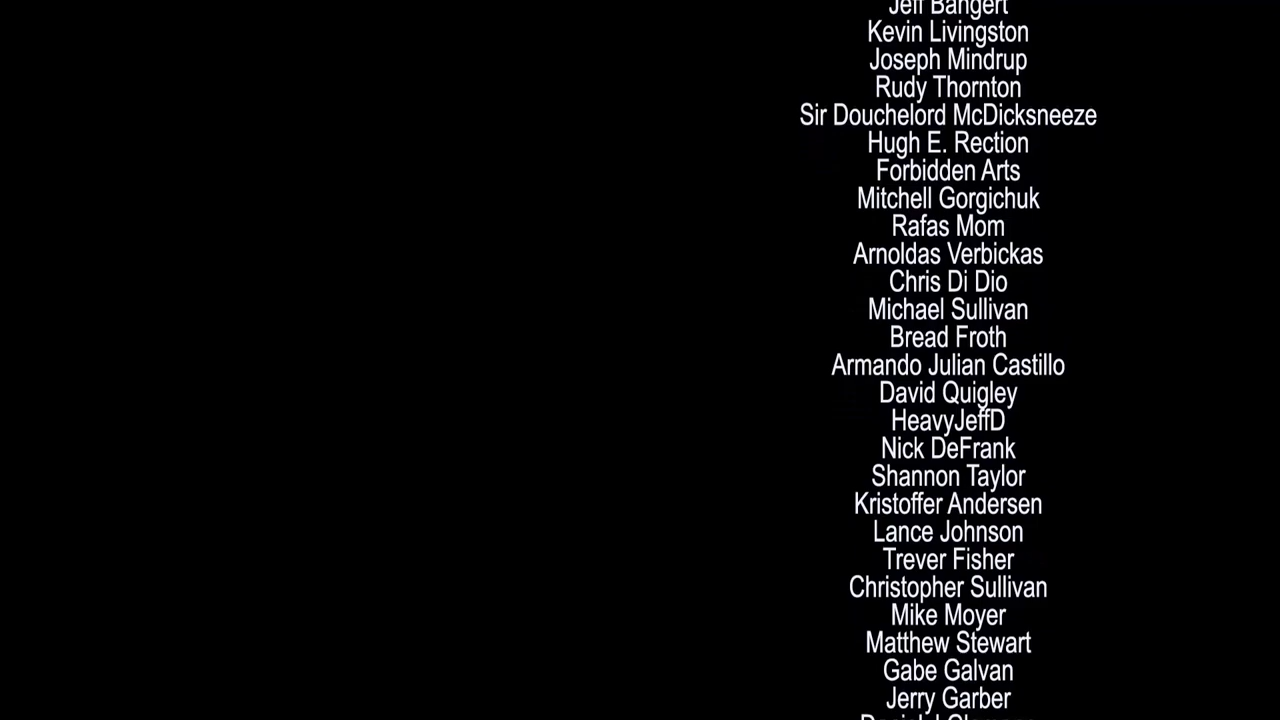 Jeff Bangert
Kevin Livingston
Joseph Mindrup
Rudy Thornton
Sir Douchelord McDicksneeze
Hugh E. Rection
Forbidden Arts
Mitchell Gorgichuk
Rafas Mom
Arnoldas Verbickas
Chris Di Dio
Michael Sullivan
Bread Froth
Armando Julian Castillo
David Quigley
HeavyJeffD
Nick DeFrank
Shannon Taylor
Kristoffer Andersen
Lance Johnson
Trever Fisher
Christopher Sullivan
Mike Moyer
Matthew Stewart
Gabe Galvan
Jerry Garber